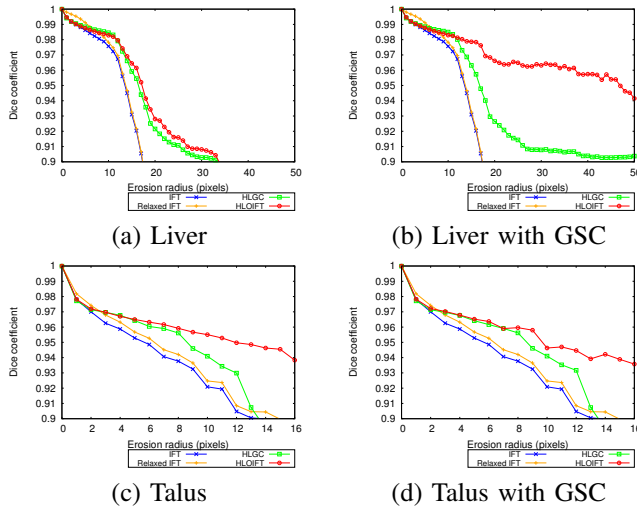 Dice coefficient
1
0.99
0.98
0.97
0.96
0.95
0.94
0.93
0.92
0.91
0.9
0 10 20 30 40 50
Erosion radius (pixels)
IFT HLGC
Relaxed IFT HLOIFT
(a) Liver
Dice coefficient
1
0.99
0.98
0.97
0.96
0.95
0.94
0.93
0.92
0.91
0.9
0 10 20 30 40 50
Erosion radius (pixels)
IFT HLGC
Relaxed IFT HLOIFT
(b) Liver with GSC
Dice coefficient
1
0.99
0.98
0.97
0.96
0.95
0.94
0.93
0.92
0.91
0.9
0 2 4 6 8 10 12 14 16
Erosion radius (pixels)
IFT HLGC
Relaxed IFT HLOIFT
(c) Talus
Dice coefficient
1
0.99
0.98
0.97
0.96
0.95
0.94
0.93
0.92
0.91
0.9
0 2 4 6 8 10 12 14 16
Erosion radius (pixels)
IFT HLGC
Relaxed IFT HLOIFT
(d) Talus with GSC